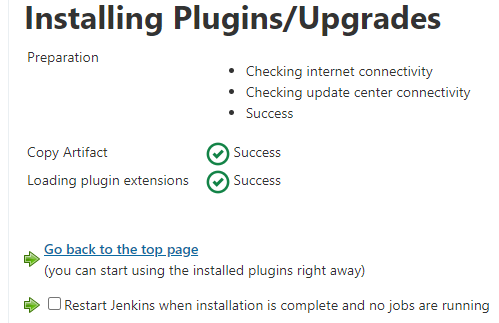 Installing Plugins/Upgrades
Preparation
Checking internet connectivity
Checking update center connectivity
Success
Copy Artifact Success
Loading plugin extensions Success
Go back to the top page
(you can start using the installed plugins right away)
Restart Jenkins when installation is complete and no jobs are running